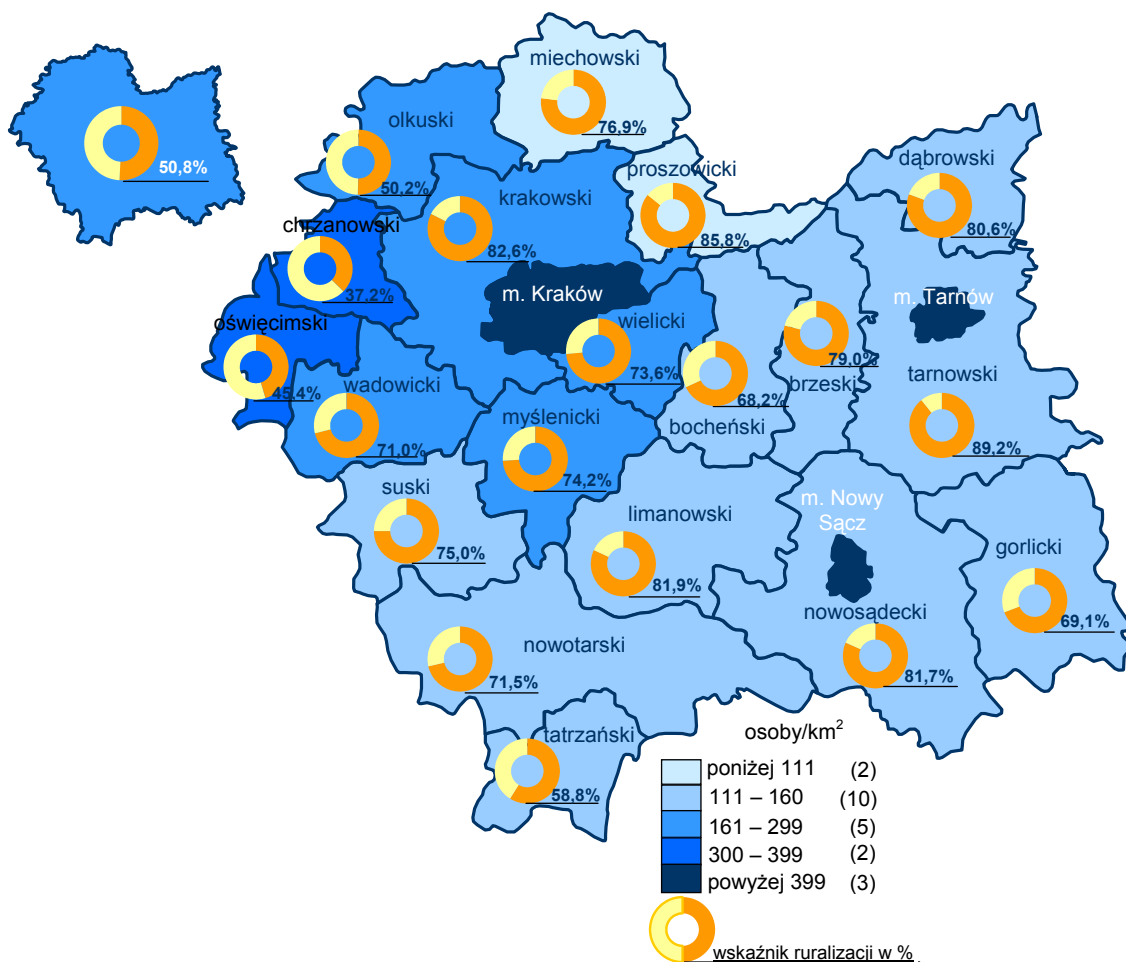 50,8%
miechowski
76,9%
olkuski
50,2%
proszowicki
85,8%
dąbrowski
80,6%
krakowski
82,6%
chrzanowski
37,2%
m. Kraków
m. Tarnów
oświęcimski
45,4%
wielicki
73,6%
bocheński
68,2%
brzeski
79,0%
tarnowski
89,2%
wadowicki
71,0%
myślenicki
74,2%
suski
75,0%
limanowski
81,9%
m. Nowy
Sącz
gorlicki
69,1%
nowosądecki
81,7%
nowotarski
71,5%
tatrzański
58,8%
osoby/km²
poniżej 111 (2)
111 – 160 (10)
161 – 299 (5)
300 – 399 (2)
powyżej 399 (3)
wskaźnik ruralizacji w %